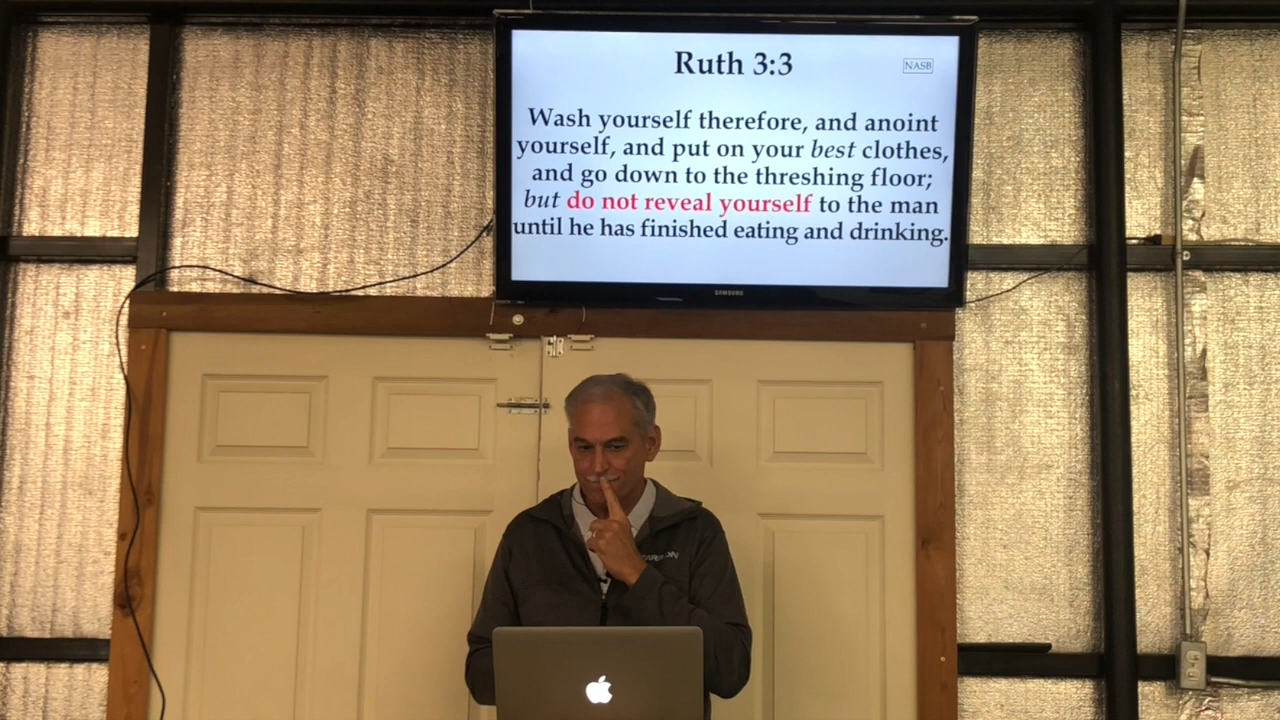 Ruth 3:3
NASB
Wash yourself therefore, and anoint
yourself, and put on your best clothes,
and go down to the threshing floor;
but do not reveal yourself to the man
until he has finished eating and drinking.
SAMSUNG